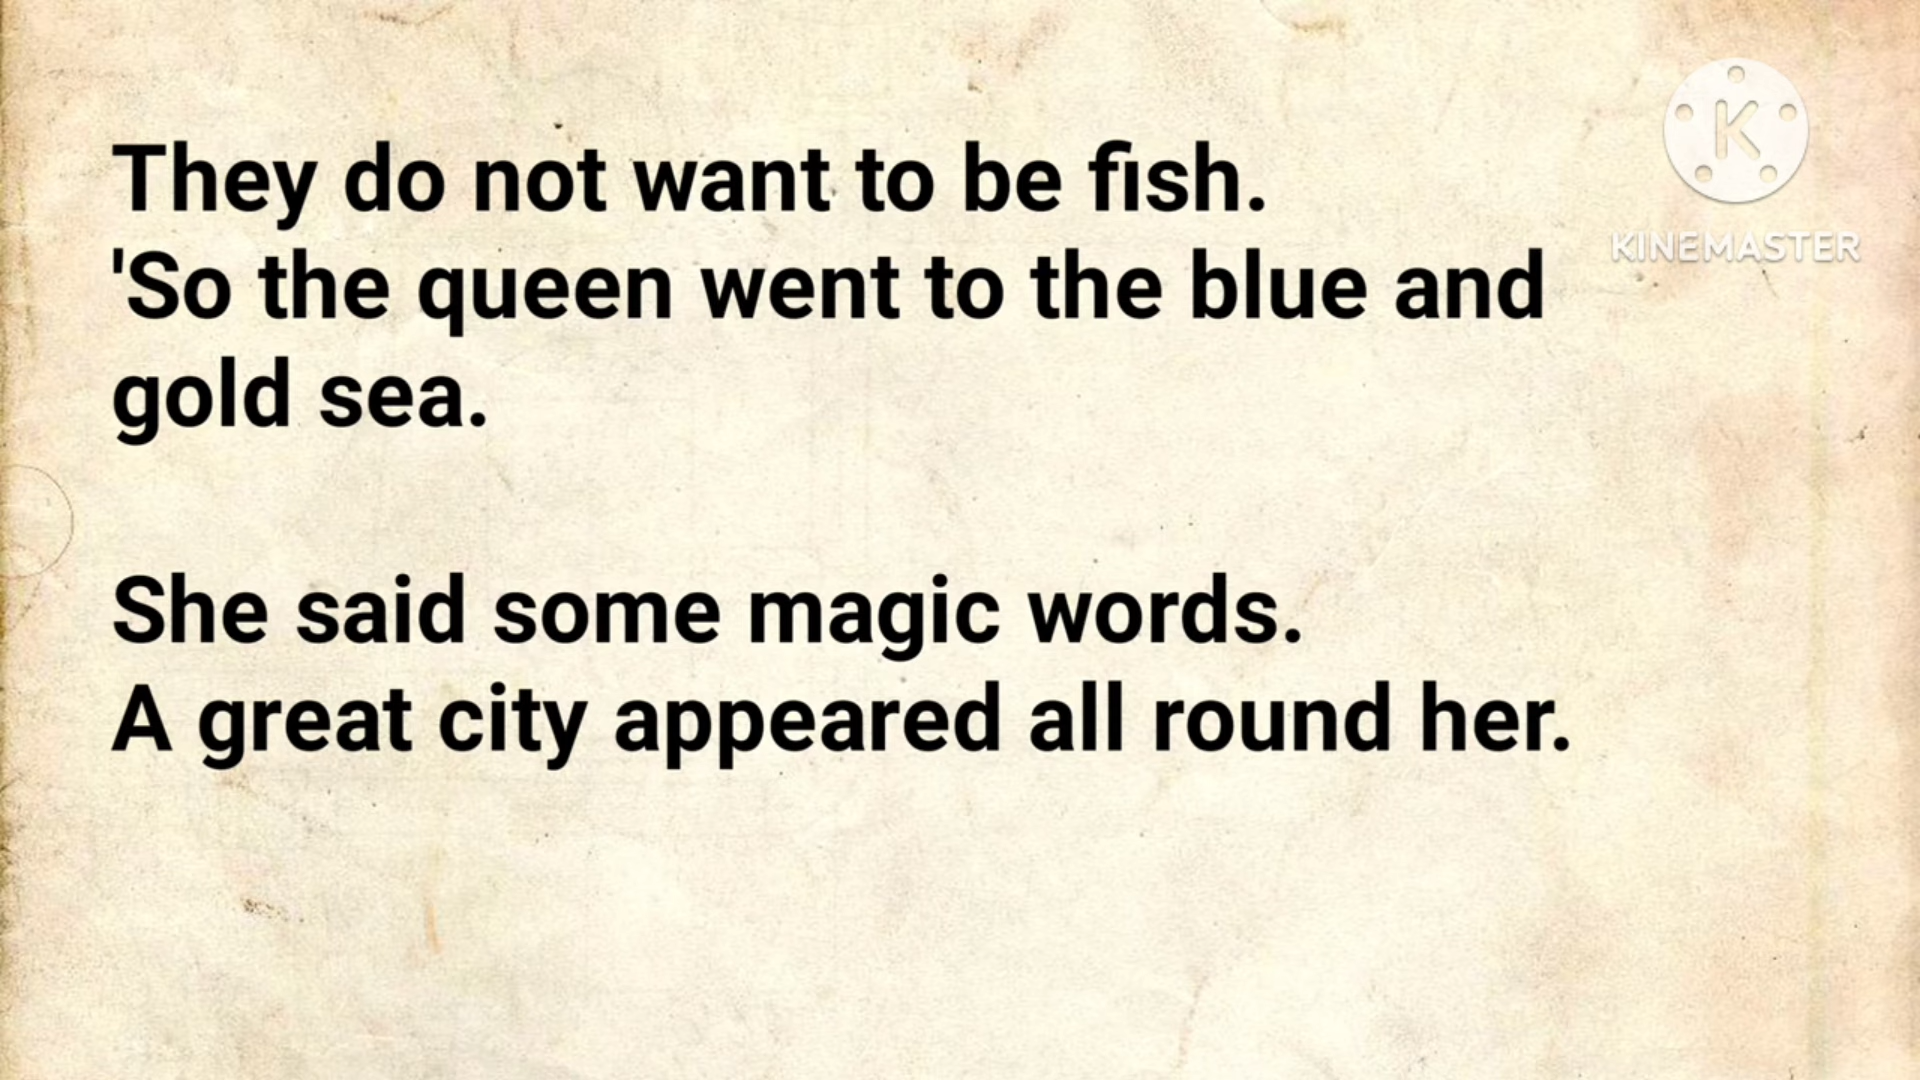 They do not want to be fish.
'So the queen went to the blue and
gold sea.
She said some magic words.
A great city appeared all round her.
K
KINEMASTER